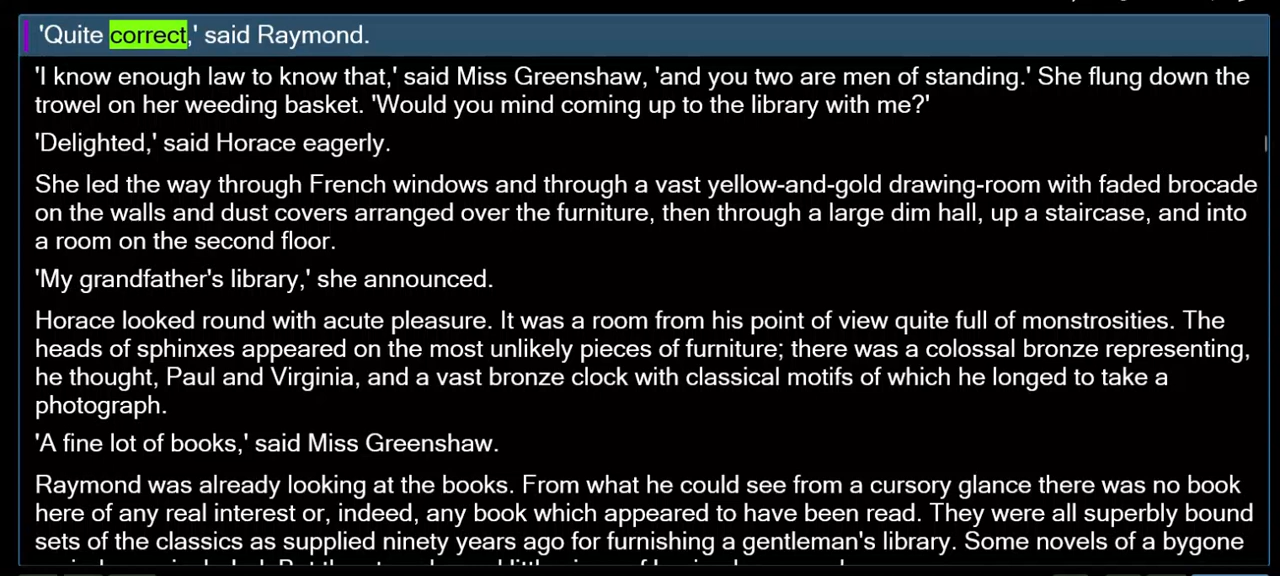 'Quite correct,' said Raymond.
'I know enough law to know that,' said Miss Greenshaw, 'and you two are men of standing.' She flung down the
trowel on her weeding basket. 'Would you mind coming up to the library with me?'
'Delighted,' said Horace eagerly.
She led the way through French windows and through a vast yellow-and-gold drawing-room with faded brocade
on the walls and dust covers arranged over the furniture, then through a large dim hall, up a staircase, and into
a room on the second floor.
'My grandfather's library,' she announced.
Horace looked round with acute pleasure. It was a room from his point of view quite full of monstrosities. The
heads of sphinxes appeared on the most unlikely pieces of furniture; there was a colossal bronze representing,
he thought, Paul and Virginia, and a vast bronze clock with classical motifs of which he longed to take a
photograph.
'A fine lot of books,' said Miss Greenshaw.
Raymond was already looking at the books. From what he could see from a cursory glance there was no book
here of any real interest or, indeed, any book which appeared to have been read. They were all superbly bound
sets of the classics as supplied ninety years ago for furnishing a gentleman's library. Some novels of a bygone